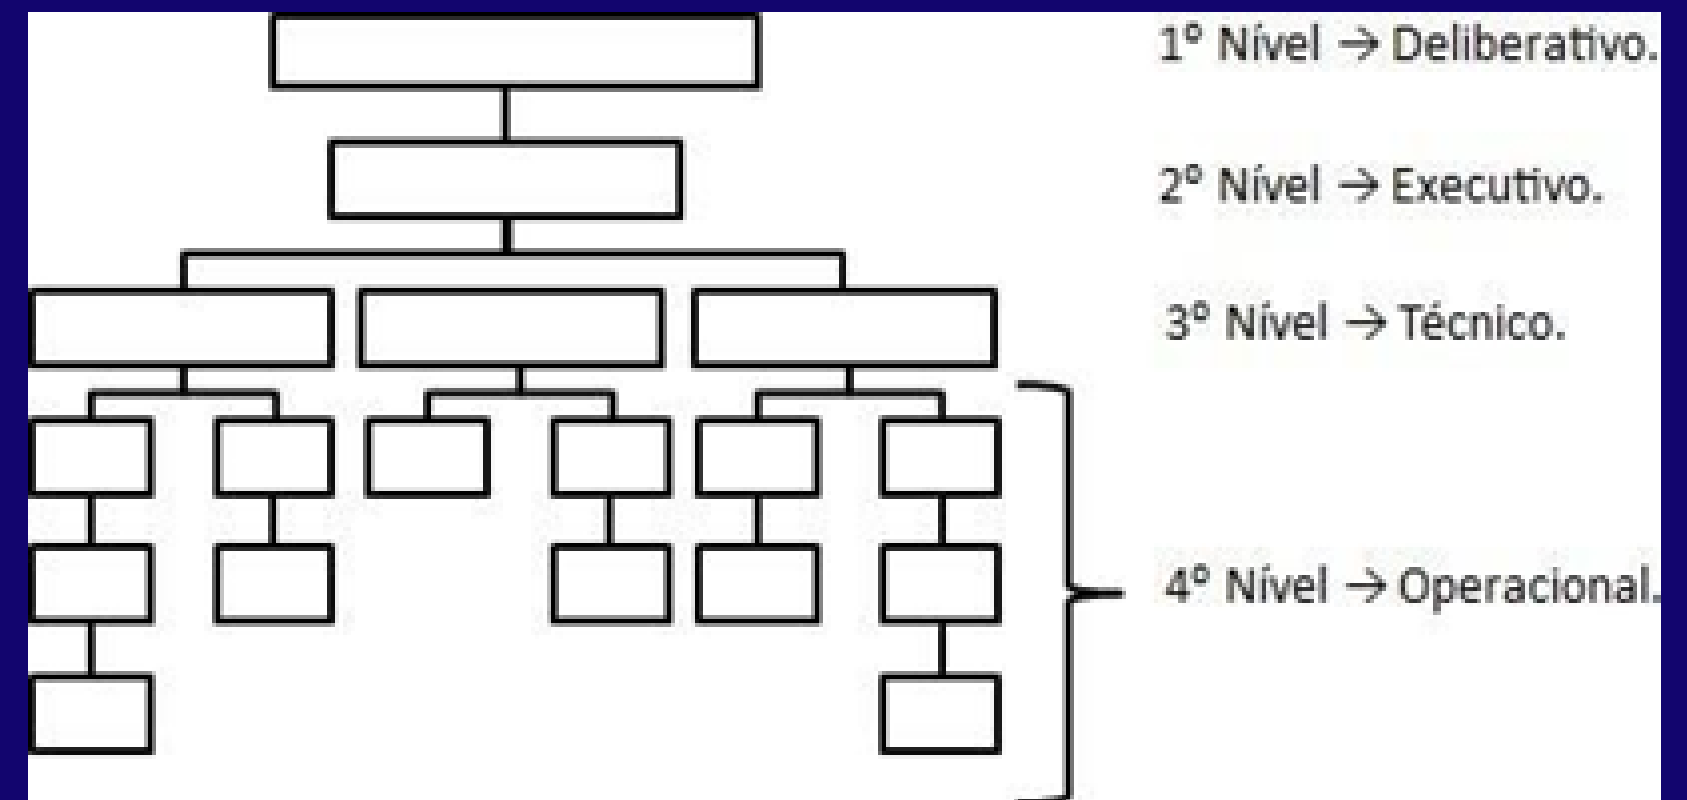 1º Nível → Deliberativo.
2º Nível → Executivo.
3º Nível → Técnico.
4º Nível → Operacional.